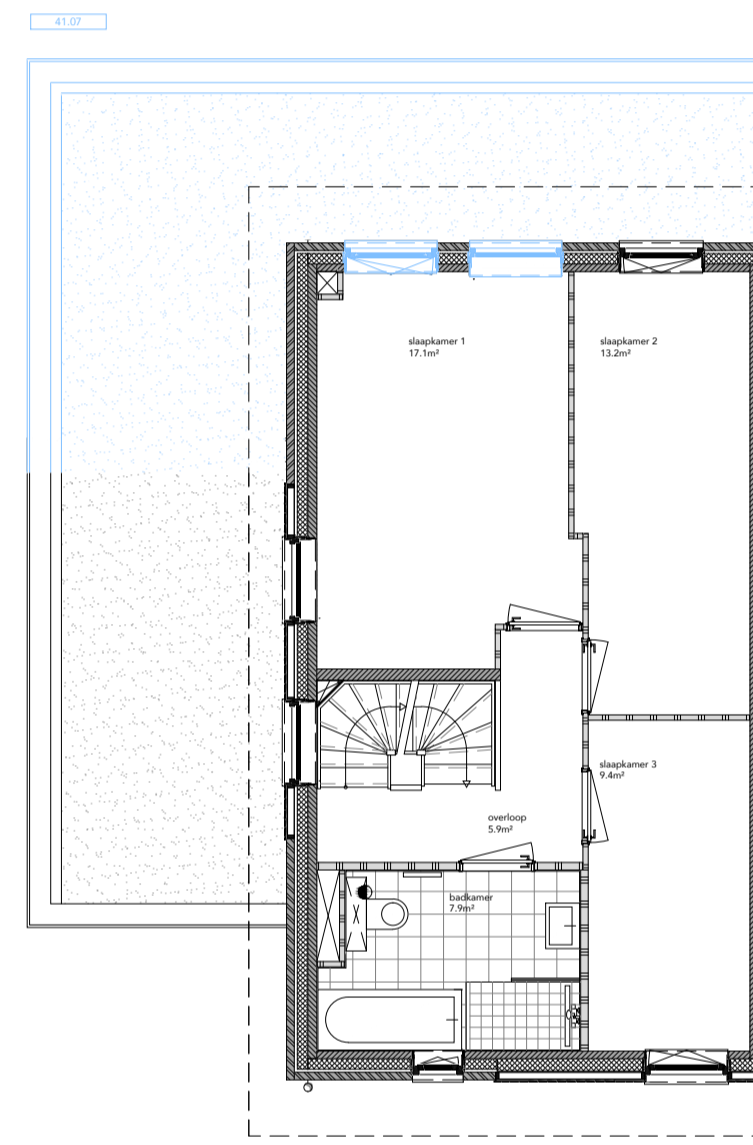 41.07
slaapkamer 1
17.1m²
slaapkamer 2
13.2m²
slaapkamer 3
9.4m²
overloop
5.9m²
badkamer
7.9m²